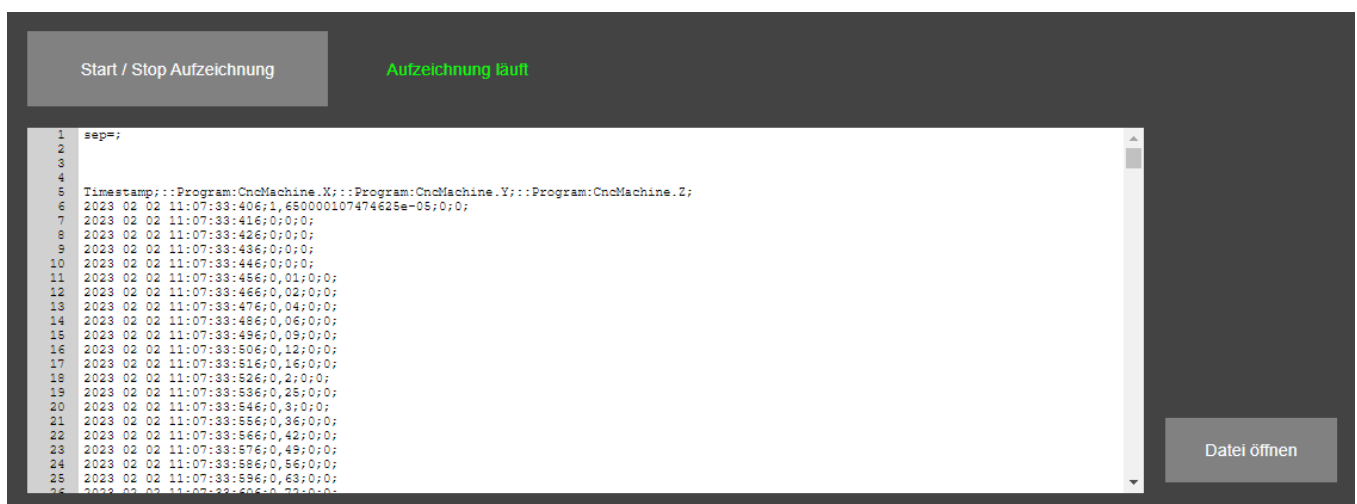 Start / Stop Aufzeichnung Aufzeichnung läuft
1 sep=;
2
3
4
5 Timestamp;::Program:CncMachine.X;::Program:CncMachine.Y;::Program:CncMachine.Z;
6 2023 02 02 11:07:33:406;1,650000107474625e-05;0;0;
7 2023 02 02 11:07:33:416;0;0;0;
8 2023 02 02 11:07:33:426;0;0;0;
9 2023 02 02 11:07:33:436;0;0;0;
10 2023 02 02 11:07:33:446;0;0;0;
11 2023 02 02 11:07:33:456;0,01;0;0;
12 2023 02 02 11:07:33:466;0,02;0;0;
13 2023 02 02 11:07:33:476;0,04;0;0;
14 2023 02 02 11:07:33:486;0,06;0;0;
15 2023 02 02 11:07:33:496;0,09;0;0;
16 2023 02 02 11:07:33:506;0,12;0;0;
17 2023 02 02 11:07:33:516;0,16;0;0;
18 2023 02 02 11:07:33:526;0,2;0;0;
19 2023 02 02 11:07:33:536;0,25;0;0;
20 2023 02 02 11:07:33:546;0,3;0;0;
21 2023 02 02 11:07:33:556;0,36;0;0;
22 2023 02 02 11:07:33:566;0,42;0;0;
23 2023 02 02 11:07:33:576;0,49;0;0;
24 2023 02 02 11:07:33:586;0,56;0;0;
25 2023 02 02 11:07:33:596;0,63;0;0;
26 2023 02 02 11:07:33:606;0,72;0;0;
Datei öffnen